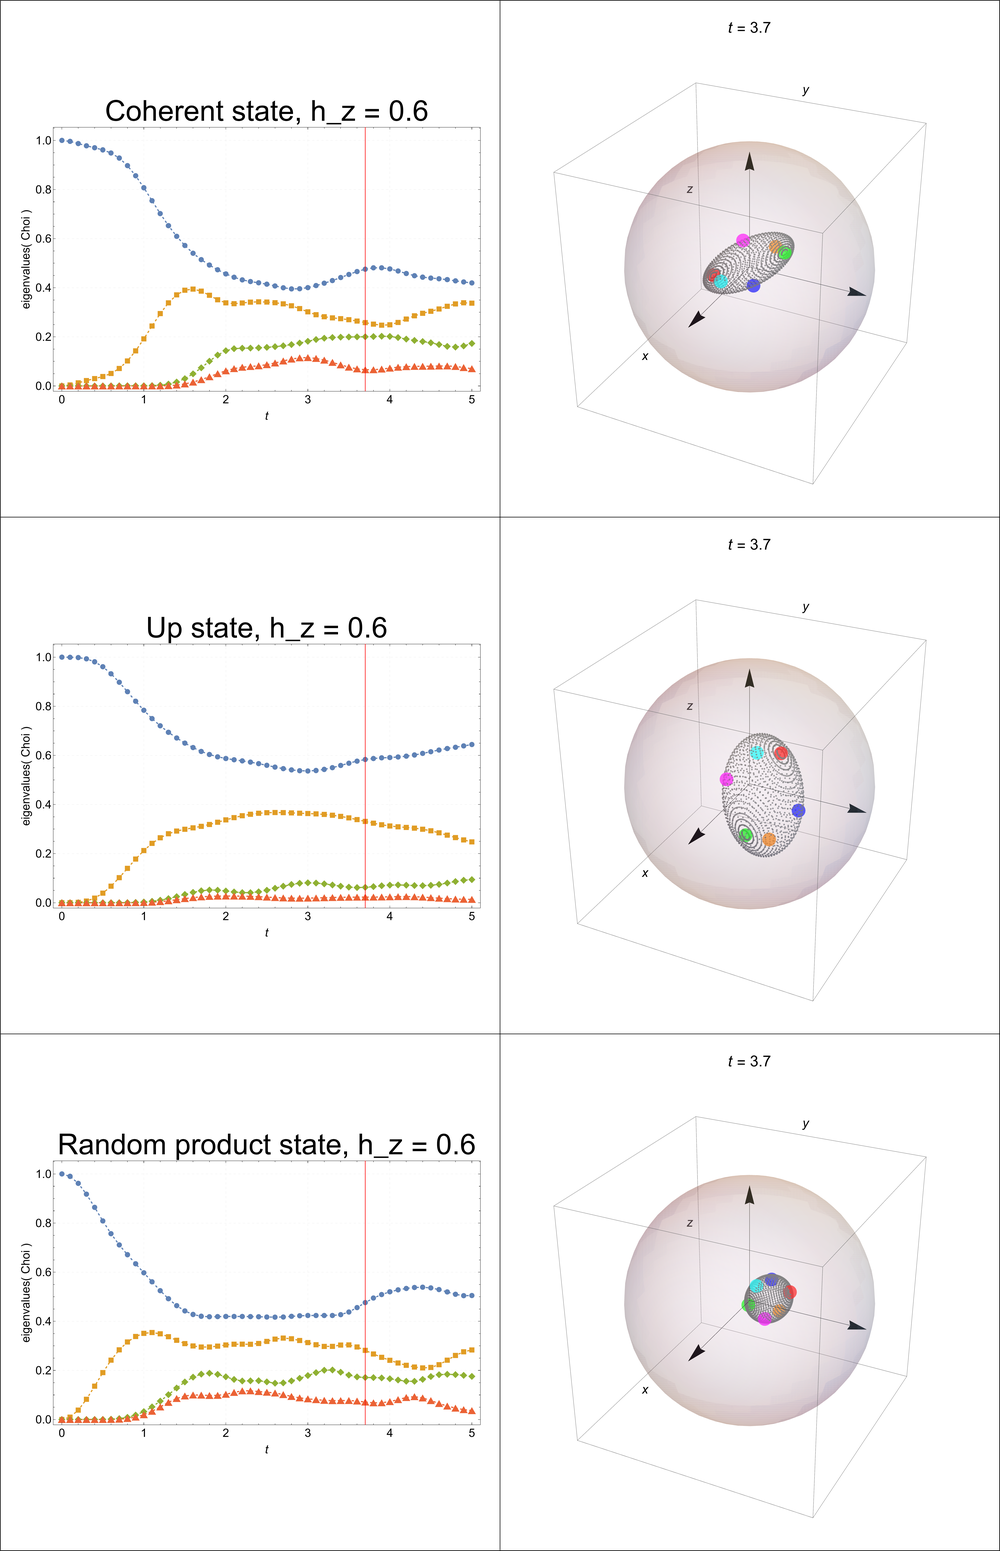 Coherent state, h_z = 0.6
eigenvalues( Choi )
1.0
0.8
0.6
0.4
0.2
0.0
0 1 2 3 4 5
t
t = 3.7
y
z
x
Up state, h_z = 0.6
eigenvalues( Choi )
1.0
0.8
0.6
0.4
0.2
0.0
0 1 2 3 4 5
t
t = 3.7
y
z
x
Random product state, h_z = 0.6
eigenvalues( Choi )
1.0
0.8
0.6
0.4
0.2
0.0
0 1 2 3 4 5
t
t = 3.7
y
z
x